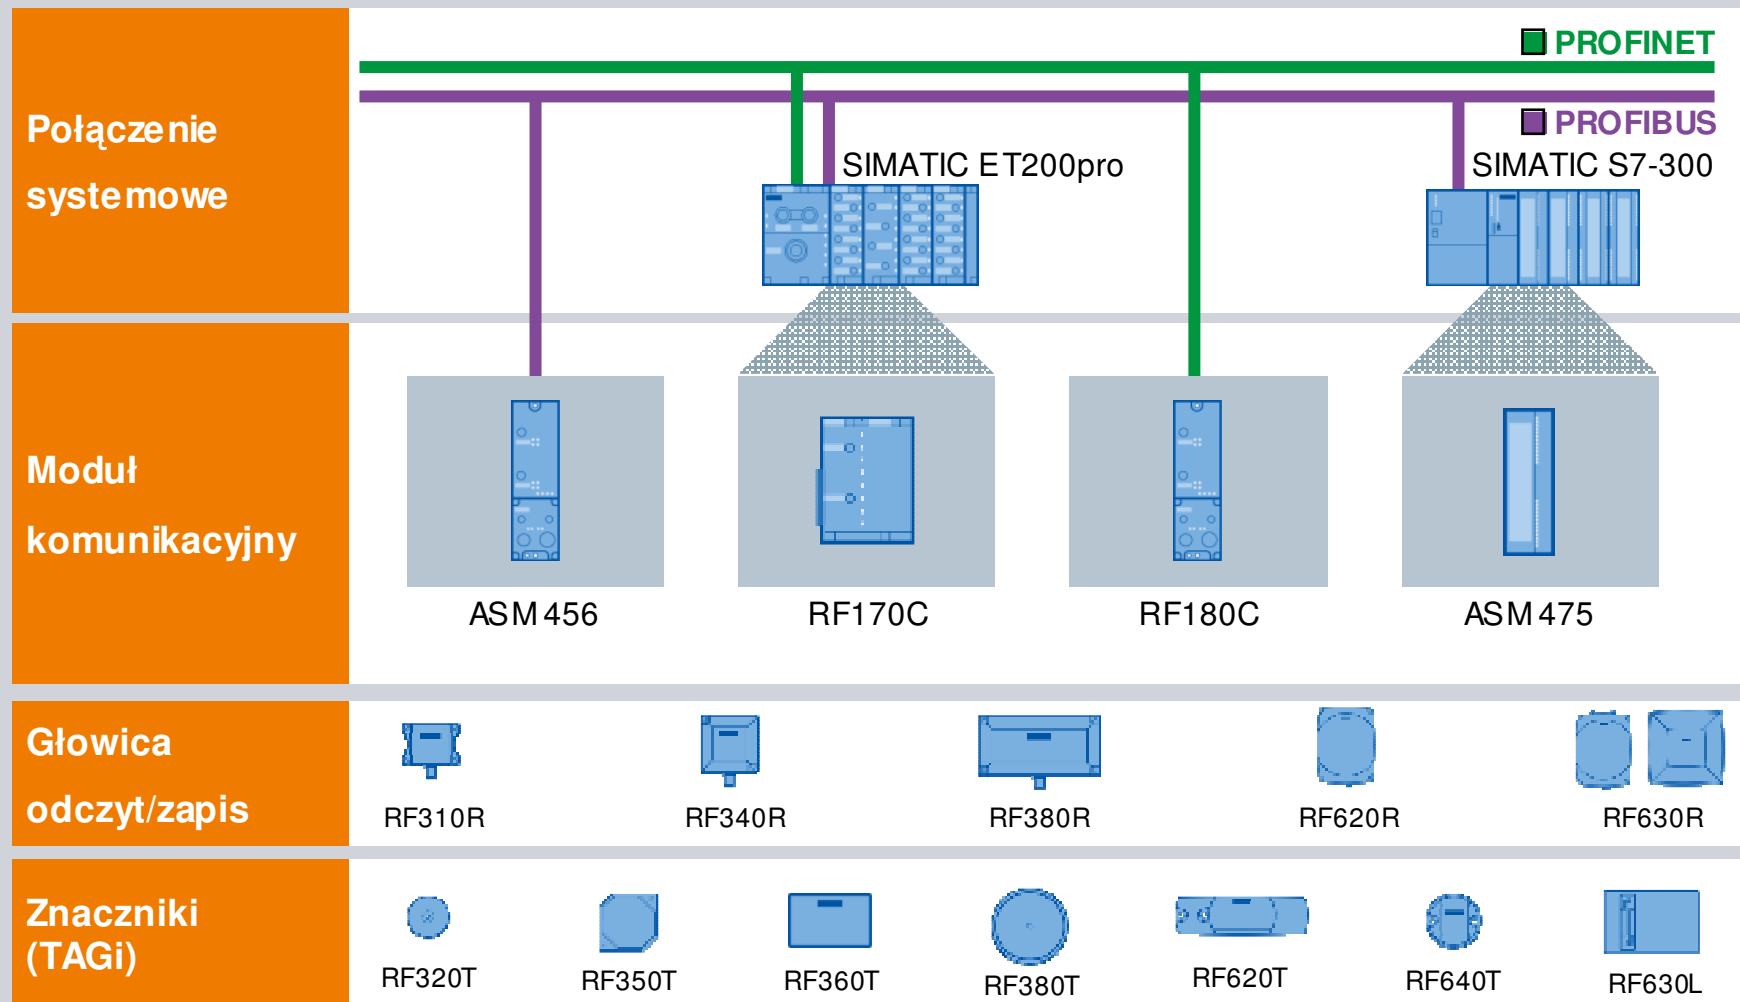 PROFINET
PROFIBUS
Połączenie
systemowe
SIMATIC ET200pro
SIMATIC S7-300
Moduł
komunikacyjny
ASM 456
RF170C
RF180C
ASM 475
Głowica
odczyt/zapis
RF310R
RF340R
RF380R
RF620R
RF630R
Znaczniki
(TAGi)
RF320T
RF350T
RF360T
RF380T
RF620T
RF640T
RF630L